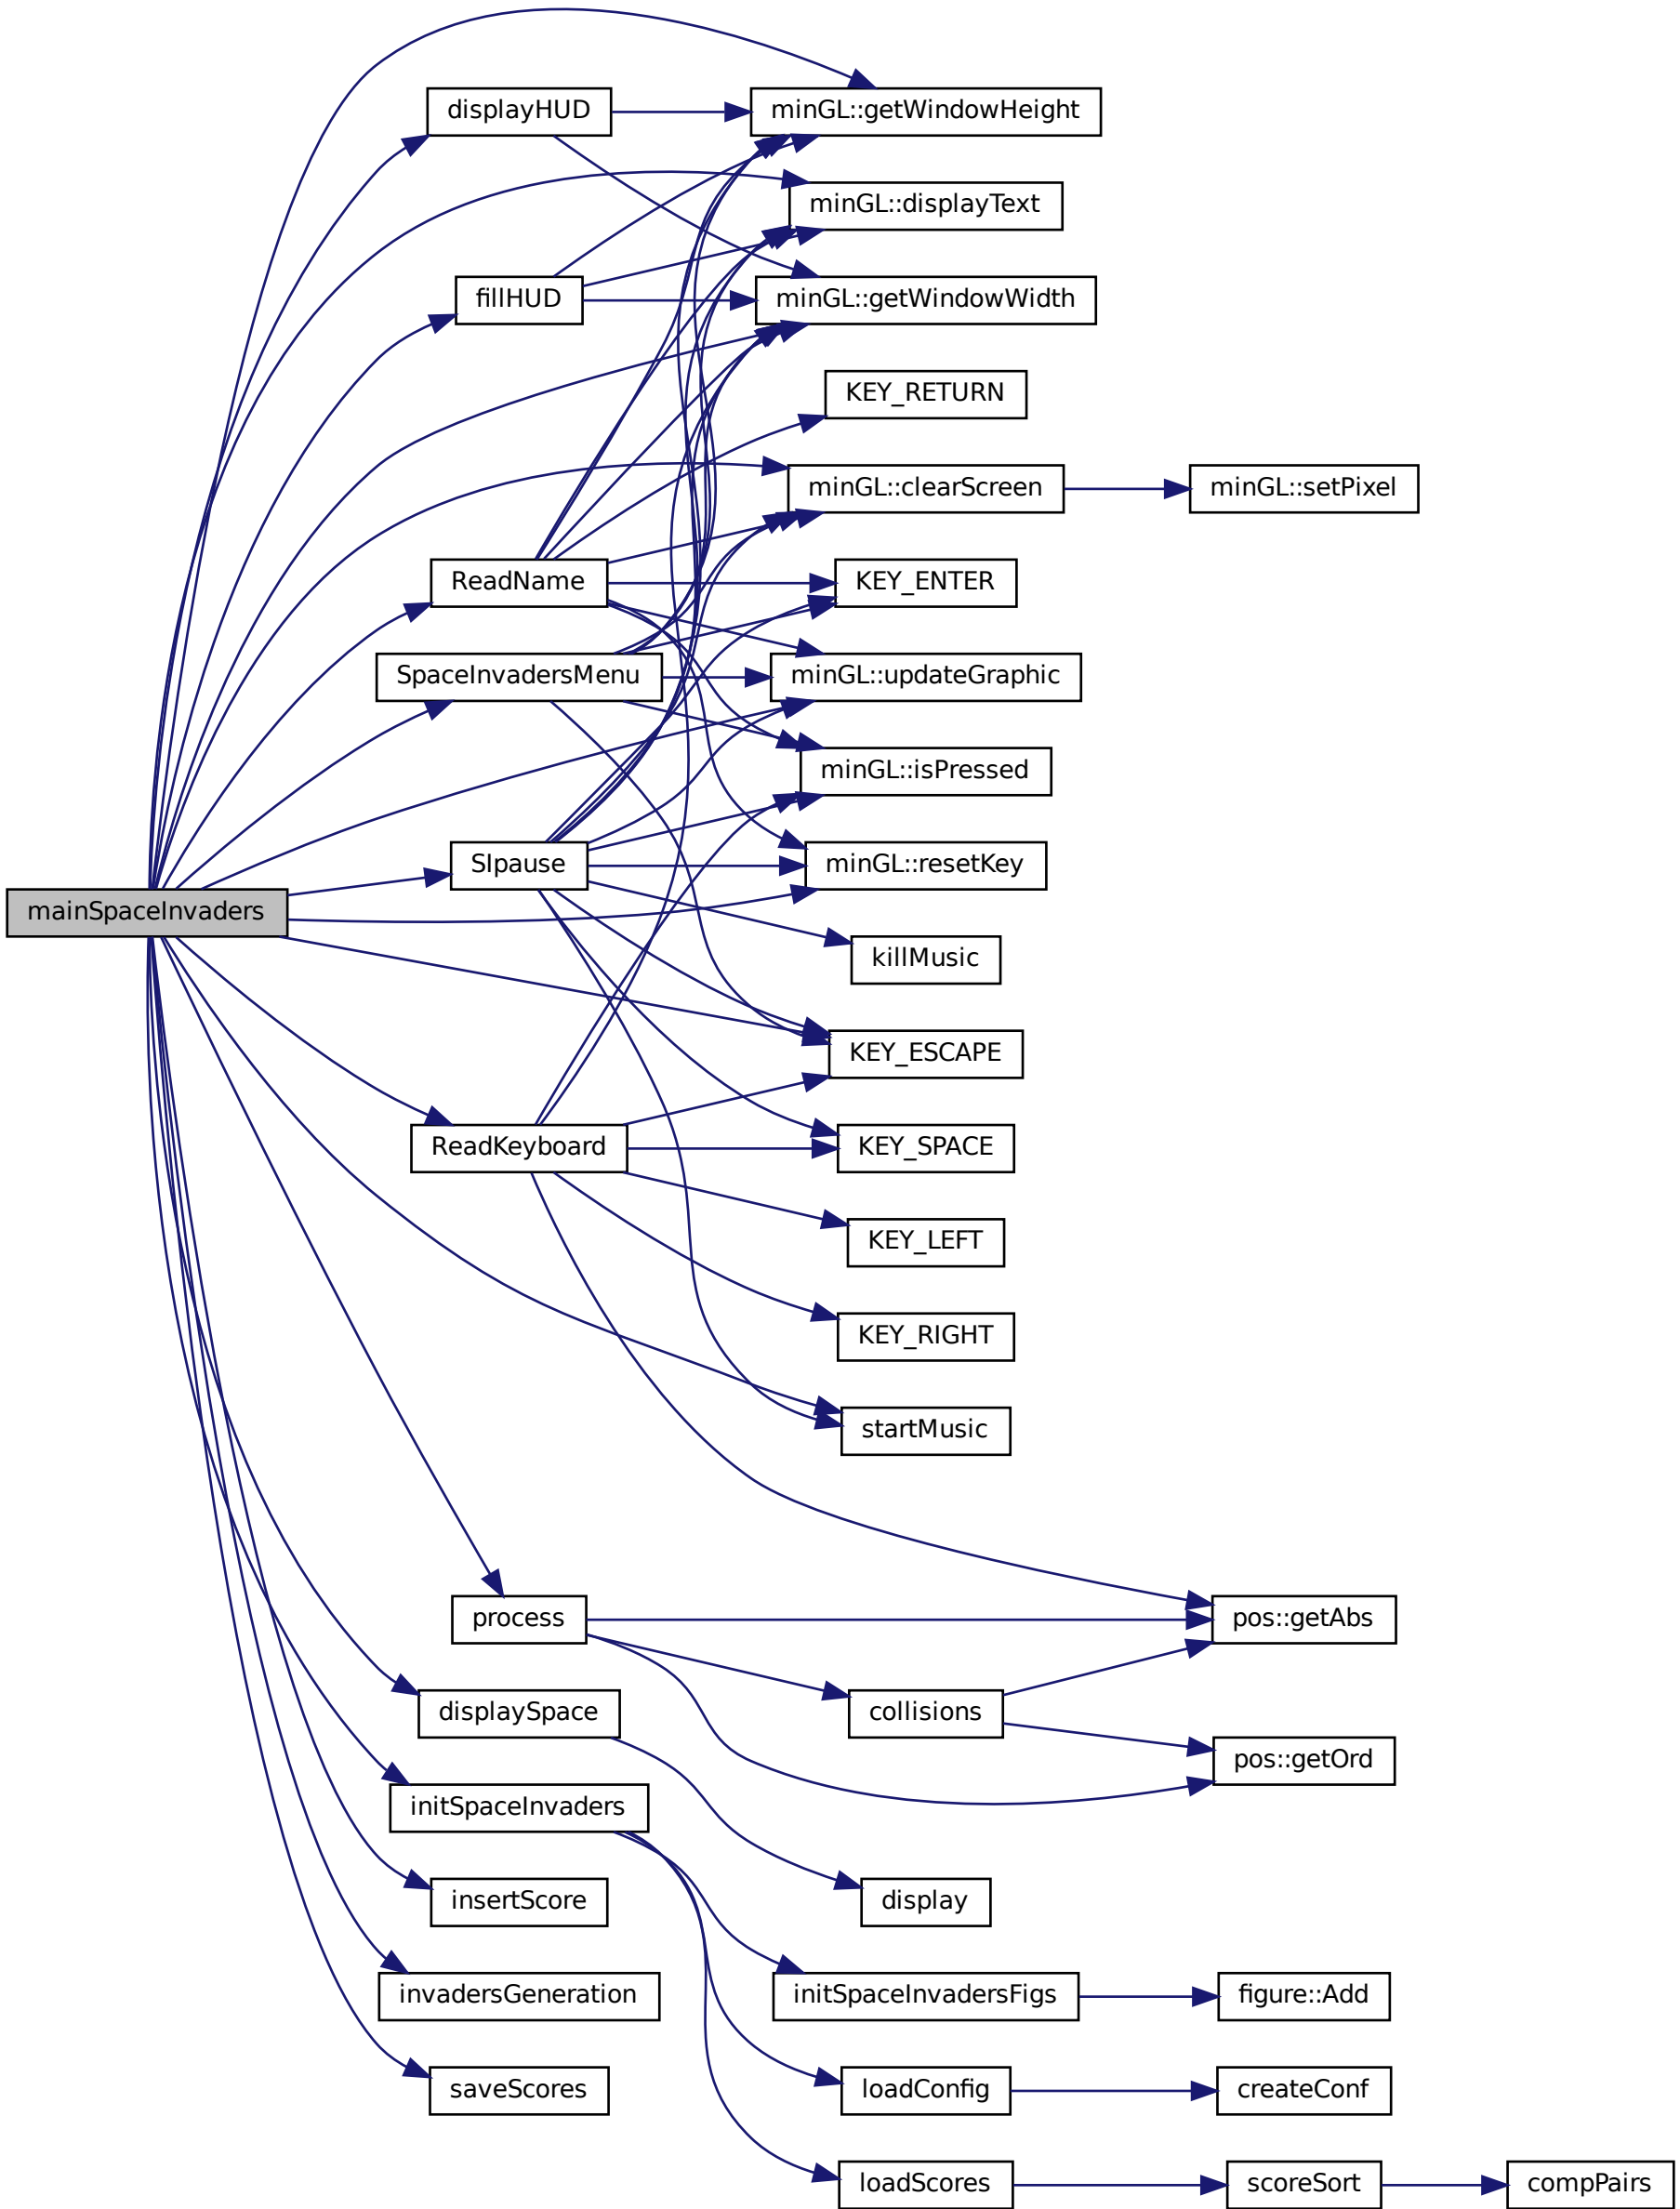 displayHUD
minGL::getWindowHeight
minGL::displayText
fillHUD
minGL::getWindowWidth
KEY_RETURN
minGL::clearScreen
minGL::setPixel
ReadName
KEY_ENTER
SpaceInvadersMenu
minGL::updateGraphic
minGL::isPressed
SIpause
minGL::resetKey
mainSpaceInvaders
killMusic
KEY_ESCAPE
ReadKeyboard
KEY_SPACE
KEY_LEFT
KEY_RIGHT
startMusic
process
pos::getAbs
displaySpace
collisions
pos::getOrd
initSpaceInvaders
insertScore
display
invadersGeneration
initSpaceInvadersFigs
figure::Add
saveScores
loadConfig
createConf
loadScores
scoreSort
compPairs